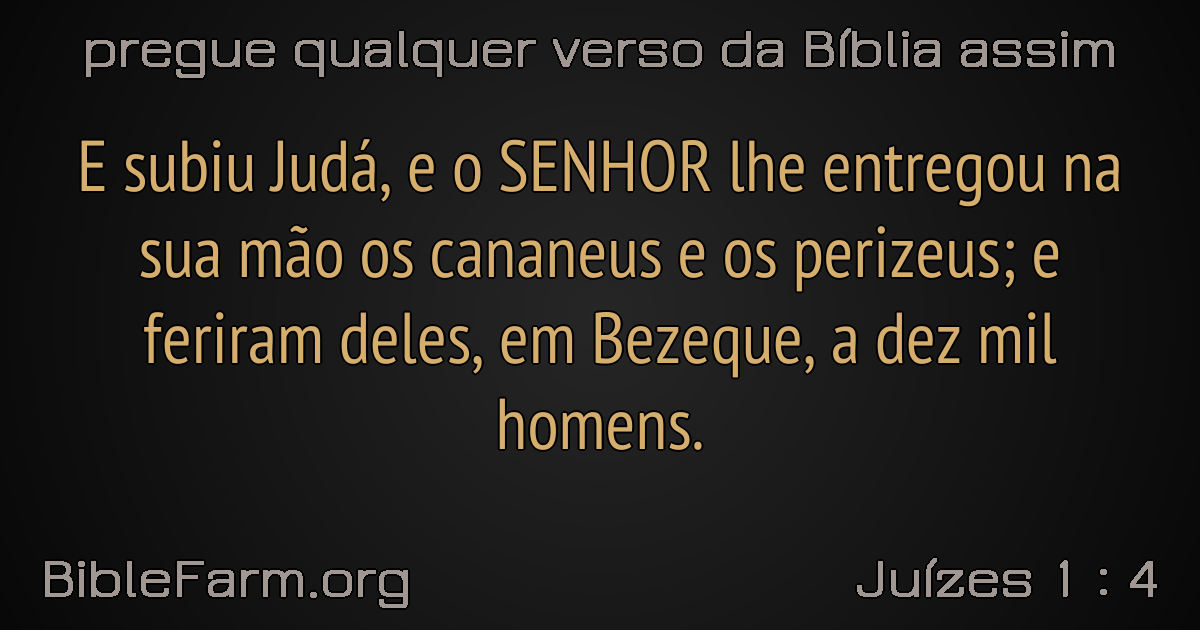 pregue qualquer verso da Bíblia assim
E subiu Judá, e o SENHOR lhe entregou na
sua mão os cananeus e os perizeus; e
feriram deles, em Bezeque, a dez mil
homens.
BibleFarm.org
Juízes 1 : 4